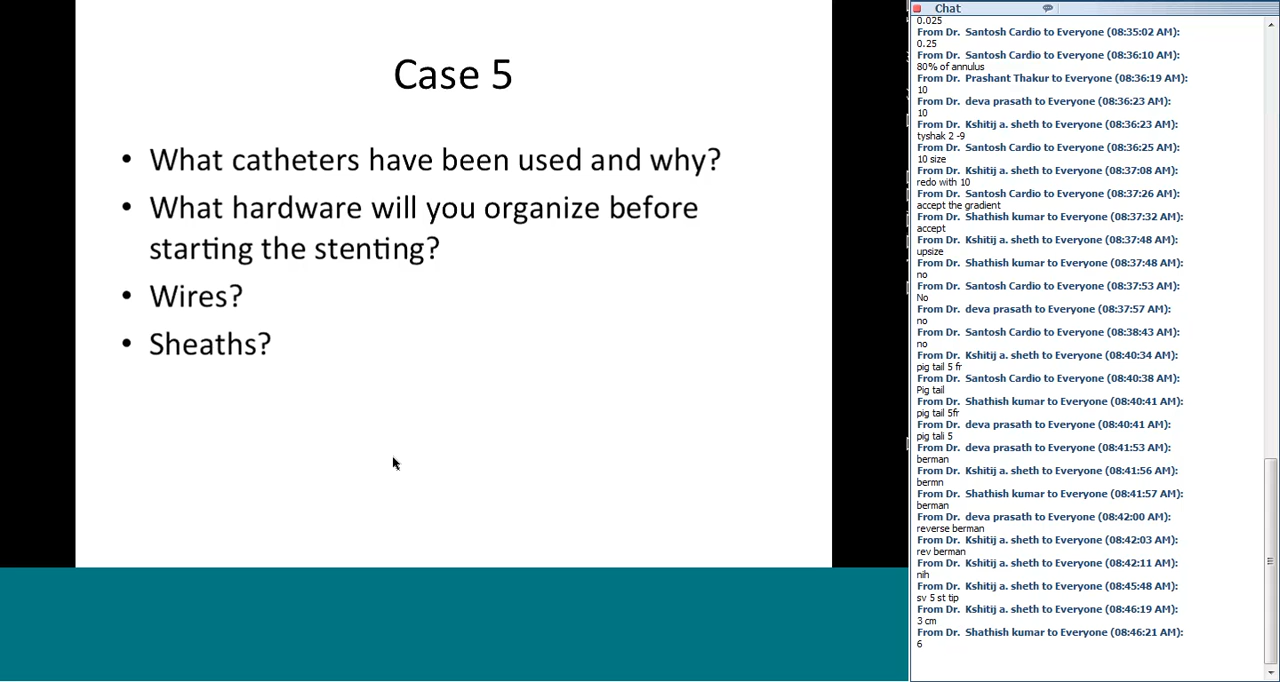 Case 5
• What catheters have been used and why?
• What hardware will you organize before
starting the stenting?
• Wires?
• Sheaths?
Chat
0.025
From Dr. Santosh Cardio to Everyone (08:35:02 AM):
0.25
From Dr. Santosh Cardio to Everyone (08:36:10 AM):
80% of annulus
From Dr. Prashant Thakur to Everyone (08:36:19 AM):
10
From Dr. deva prasath to Everyone (08:36:23 AM):
10
From Dr. Kshitij a. sheth to Everyone (08:36:23 AM):
tyshak 2 -9
From Dr. Santosh Cardio to Everyone (08:36:25 AM):
10 size
From Dr. Kshitij a. sheth to Everyone (08:37:08 AM):
redo with 10
From Dr. Santosh Cardio to Everyone (08:37:26 AM):
accept the gradient
From Dr. Shathish kumar to Everyone (08:37:32 AM):
accept
From Dr. Kshitij a. sheth to Everyone (08:37:48 AM):
upsize
From Dr. Shathish kumar to Everyone (08:37:48 AM):
no
From Dr. Santosh Cardio to Everyone (08:37:53 AM):
No
From Dr. deva prasath to Everyone (08:37:57 AM):
no
From Dr. Santosh Cardio to Everyone (08:38:43 AM):
no
From Dr. Kshitij a. sheth to Everyone (08:40:34 AM):
pig tail 5 fr
From Dr. Santosh Cardio to Everyone (08:40:38 AM):
Pig tail
From Dr. Shathish kumar to Everyone (08:40:41 AM):
pig tail 5fr
From Dr. deva prasath to Everyone (08:40:41 AM):
pig tali 5
From Dr. deva prasath to Everyone (08:41:53 AM):
berman
From Dr. Kshitij a. sheth to Everyone (08:41:56 AM):
bermn
From Dr. Shathish kumar to Everyone (08:41:57 AM):
berman
From Dr. deva prasath to Everyone (08:42:00 AM):
reverse berman
From Dr. Kshitij a. sheth to Everyone (08:42:03 AM):
rev berman
From Dr. Kshitij a. sheth to Everyone (08:42:11 AM):
nih
From Dr. Kshitij a. sheth to Everyone (08:45:48 AM):
sv 5 st tip
From Dr. Kshitij a. sheth to Everyone (08:46:19 AM):
3 cm
From Dr. Shathish kumar to Everyone (08:46:21 AM):
6